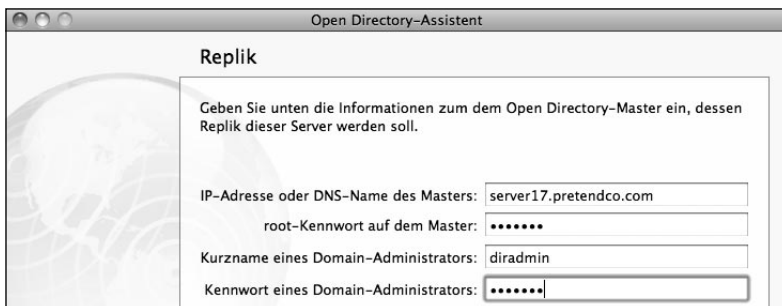 Open Directory-Assistent
Replik
Geben Sie unten die Informationen zum dem Open Directory-Master ein, dessen
Replik dieser Server werden soll.
IP-Adresse oder DNS-Name des Masters: server17.pretendco.com
root-Kennwort auf dem Master: •••••••
Kurzname eines Domain-Administrators: diradmin
Kennwort eines Domain-Administrators: •••••••